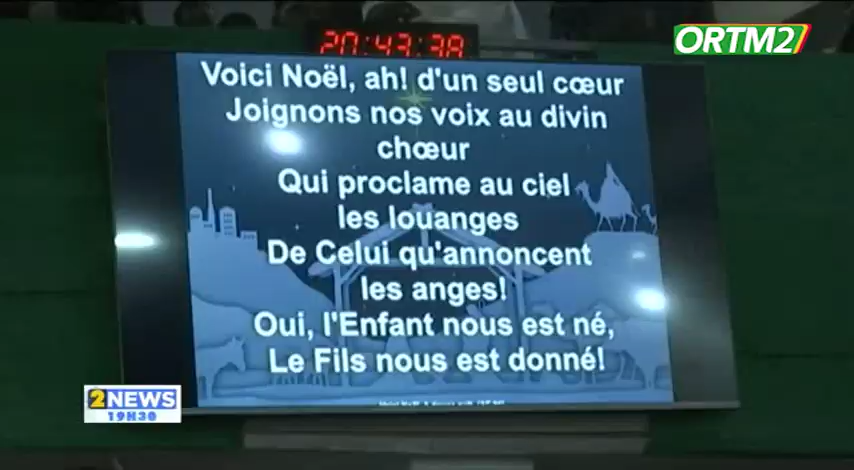 20:43:38
ORTM2
Voici Noël, ah! d'un seul cœur
Joignons nos voix au divin
chœur
Qui proclame au ciel
les louanges
De Celui qu'annoncent
les anges!
Oui, l'Enfant nous est né,
Le Fils nous est donné!
2NEWS
19H30